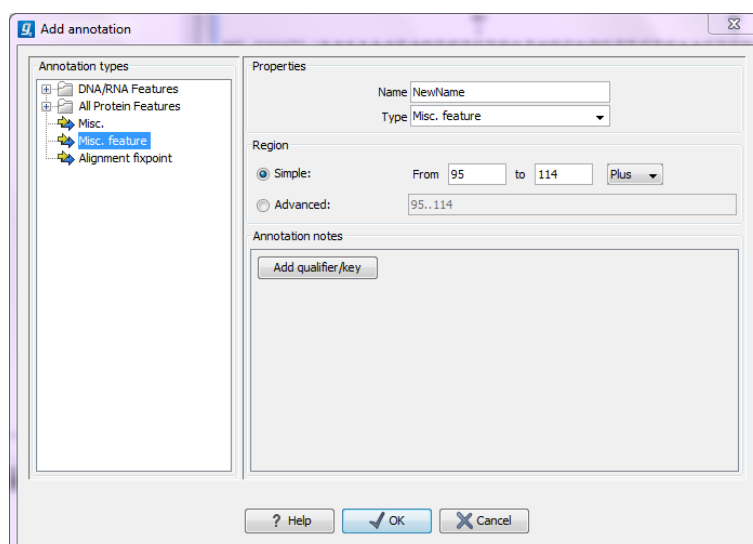 Add annotation
Annotation types
DNA/RNA Features
All Protein Features
Misc.
Misc. feature
Alignment fixpoint
Properties
Name NewName
Type Misc. feature
Region
Simple: From 95 to 114 Plus
Advanced: 95..114
Annotation notes
Add qualifier/key
? Help OK Cancel